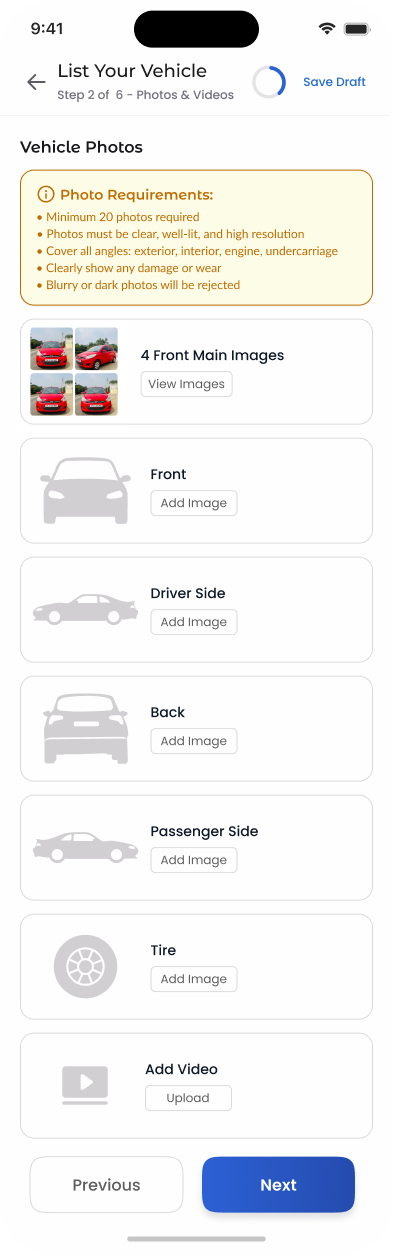 9:41
List Your Vehicle
Step 2 of 6 - Photos & Videos
Save Draft
Vehicle Photos
Photo Requirements:
• Minimum 20 photos required
• Photos must be clear, well-lit, and high resolution
• Cover all angles: exterior, interior, engine, undercarriage
• Clearly show any damage or wear
• Blurry or dark photos will be rejected
4 Front Main Images
View Images
Front
Add Image
Driver Side
Add Image
Back
Add Image
Passenger Side
Add Image
Tire
Add Image
Add Video
Upload
Previous
Next